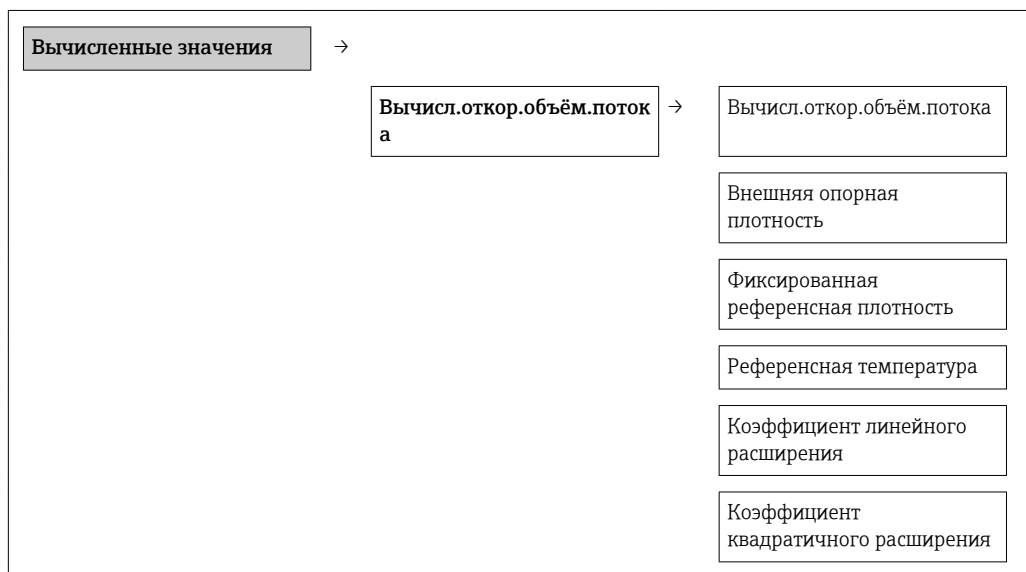 Вычисленные значения →
Вычисл.откор.объём.поток
а
→
Вычисл.откор.объём.потока
Внешняя опорная
плотность
Фиксированная
референсная плотность
Референсная температура
Коэффициент линейного
расширения
Коэффициент
квадратичного расширения